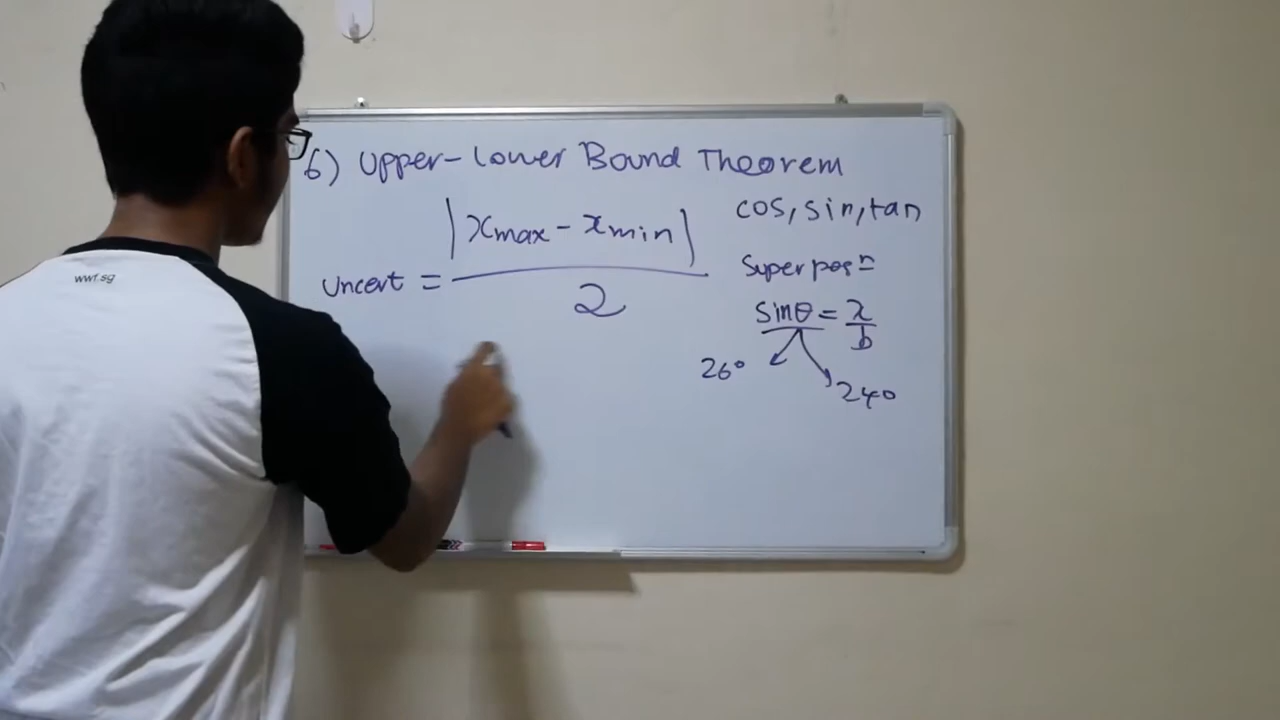 6) Upper-Lower Bound Theorem
cos, sin, tan
uncert = |xmax - xmin| / 2
Superposⁿ
sinθ = λ/b
26° 24°
wwf.sg